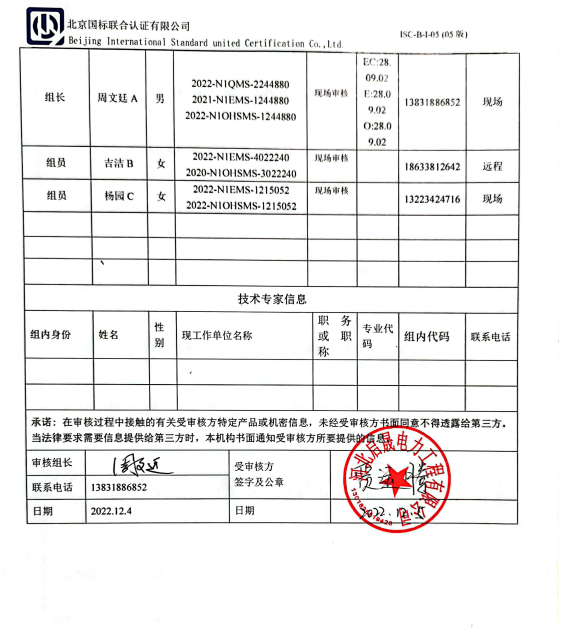 北京国标联合认证有限公司
Beijing International Standard united Certification Co.,Ltd.
ISC-B-I-05 (05 版)
组长 周文廷 A 男 2022-N1QMS-2244880 2021-N1EMS-1244880 2022-N1OHSMS-1244880 现场审核 EC:28.09.02 E:28.09.02 O:28.09.02 13831886852 现场
组员 吉洁 B 女 2022-N1EMS-4022240 2020-N1OHSMS-3022240 现场审核 18633812642 远程
组员 杨园 C 女 2022-N1EMS-1215052 2022-N1OHSMS-1215052 现场审核 13223424716 现场
技术专家信息
组内身份 姓名 性别 现工作单位名称 职务或职称 专业代码 组内代码 联系电话
承诺：在审核过程中接触的有关受审核方特定产品或机密信息，未经受审核方书面同意不得透露给第三方。
当法律要求需要信息提供给第三方时，本机构书面通知受审核方所要提供的信息。
审核组长 周文廷 受审核方签字及公章
联系电话 13831886852
日期 2022.12.4 日期 2022.12.5